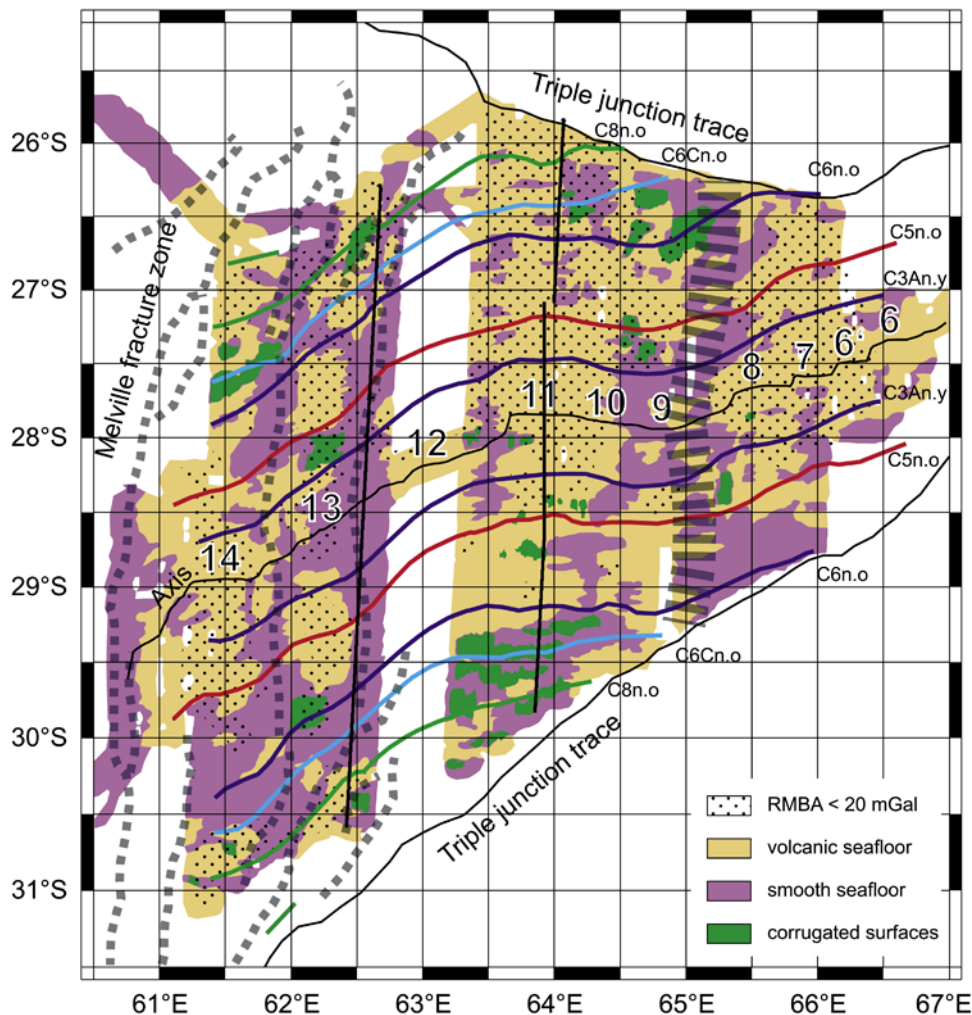 Triple junction trace
C8n.o
C6Cn.o
C6n.o
C5n.o
C3An.y
26°S
27°S
28°S
29°S
30°S
31°S
Melville fracture zone
6
6'
7
8
9
10
11
12
13
14
Axis
C3An.y
C5n.o
C6n.o
C6Cn.o
C8n.o
Triple junction trace
RMBA < 20 mGal
volcanic seafloor
smooth seafloor
corrugated surfaces
61°E
62°E
63°E
64°E
65°E
66°E
67°E